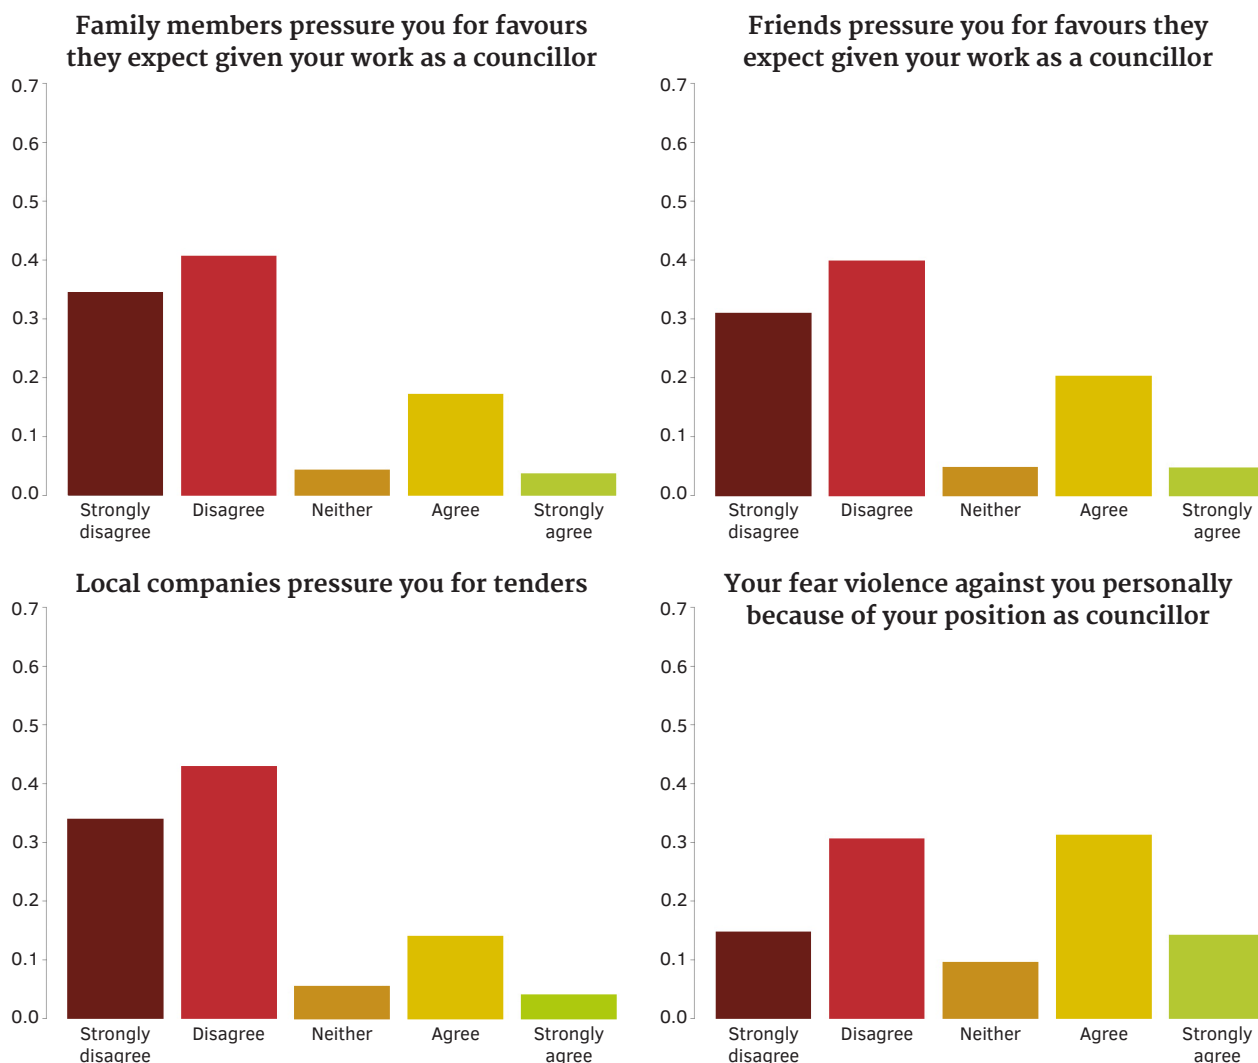 Family members pressure you for favours
they expect given your work as a councillor
0.7
0.6
0.5
0.4
0.3
0.2
0.1
0.0
Strongly
disagree
Disagree
Neither
Agree
Strongly
agree
Friends pressure you for favours they
expect given your work as a councillor
0.7
0.6
0.5
0.4
0.3
0.2
0.1
0.0
Strongly
disagree
Disagree
Neither
Agree
Strongly
agree
Local companies pressure you for tenders
0.7
0.6
0.5
0.4
0.3
0.2
0.1
0.0
Strongly
disagree
Disagree
Neither
Agree
Strongly
agree
Your fear violence against you personally
because of your position as councillor
0.7
0.6
0.5
0.4
0.3
0.2
0.1
0.0
Strongly
disagree
Disagree
Neither
Agree
Strongly
agree